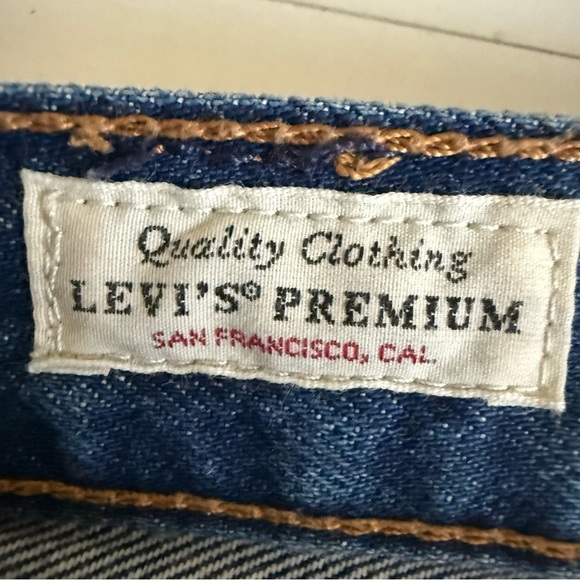 Quality Clothing
LEVI'S® PREMIUM
SAN FRANCISCO, CAL.